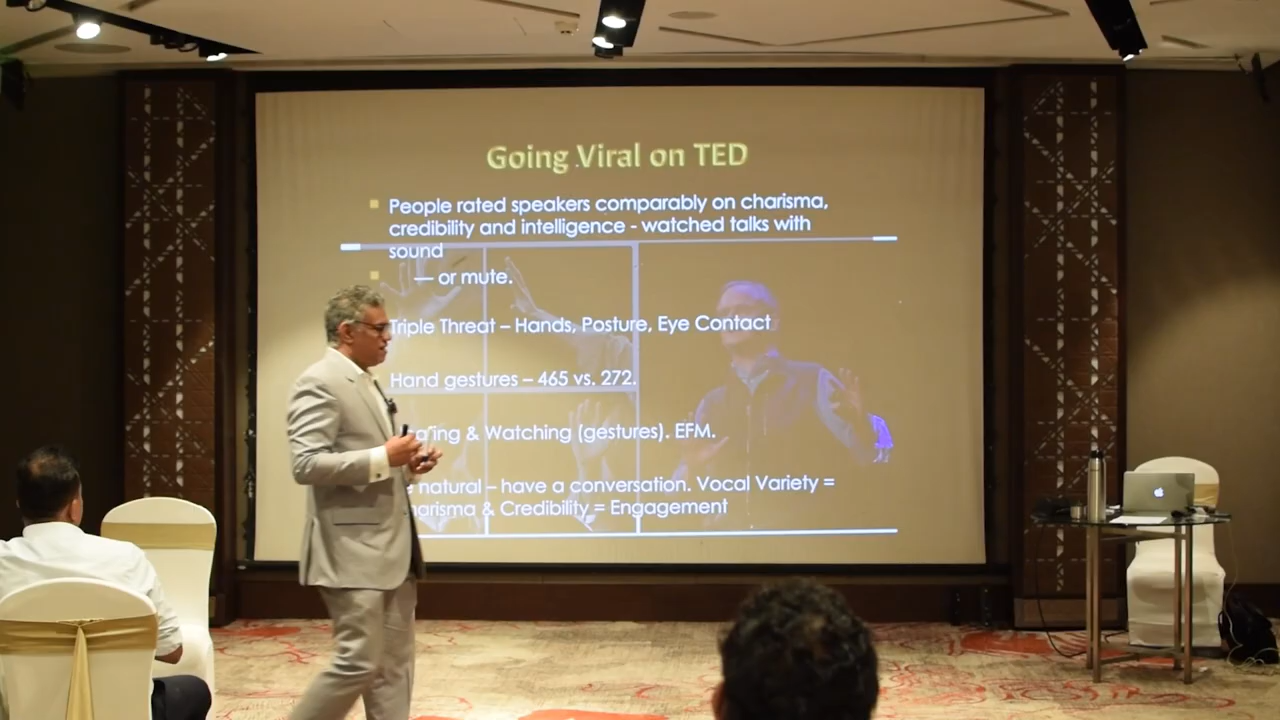 Going Viral on TED
People rated speakers comparably on charisma,
credibility and intelligence - watched talks with
sound
— or mute.
Triple Threat – Hands, Posture, Eye Contact
Hand gestures – 465 vs. 272.
& Watching (gestures). EFM.
natural – have a conversation. Vocal Variety =
Charisma & Credibility = Engagement